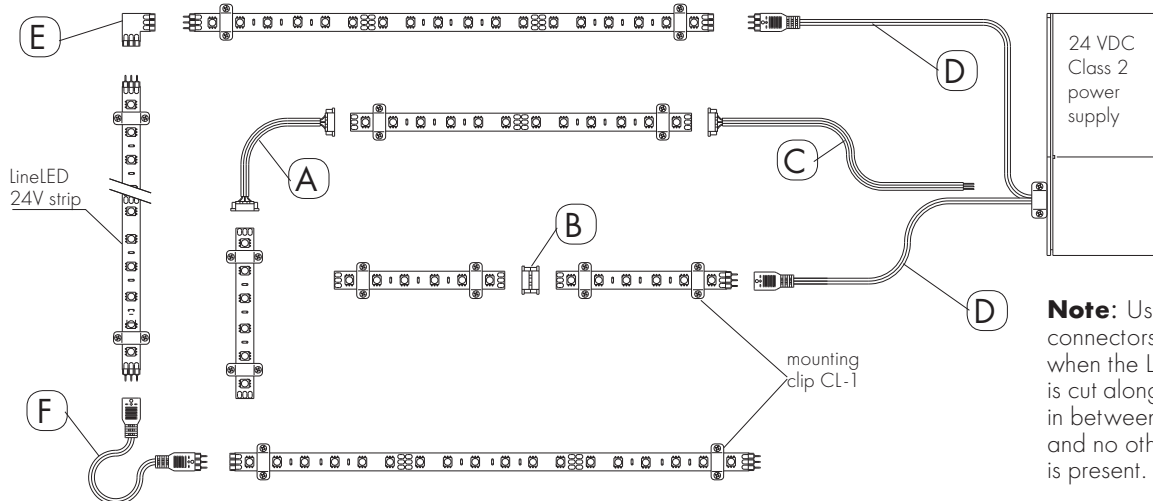 E
D
24 VDC
Class 2
power
supply
A
C
LineLED
24V strip
B
D
mounting
clip CL-1
F
Note: Us
connectors
when the L
is cut along
in between
and no oth
is present.